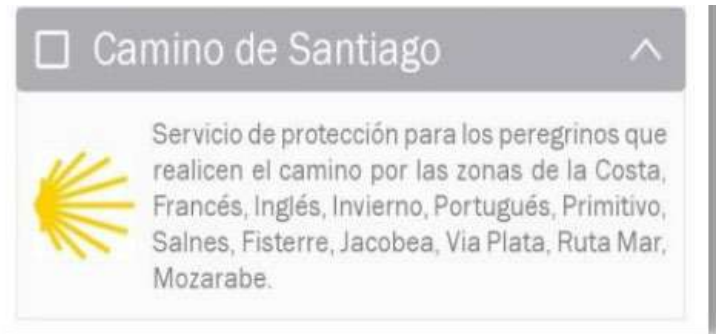 Camino de Santiago
Servicio de protección para los peregrinos que
realicen el camino por las zonas de la Costa,
Francés, Inglés, Invierno, Portugués, Primitivo,
Salnes, Fisterre, Jacobea, Via Plata, Ruta Mar,
Mozarabe.